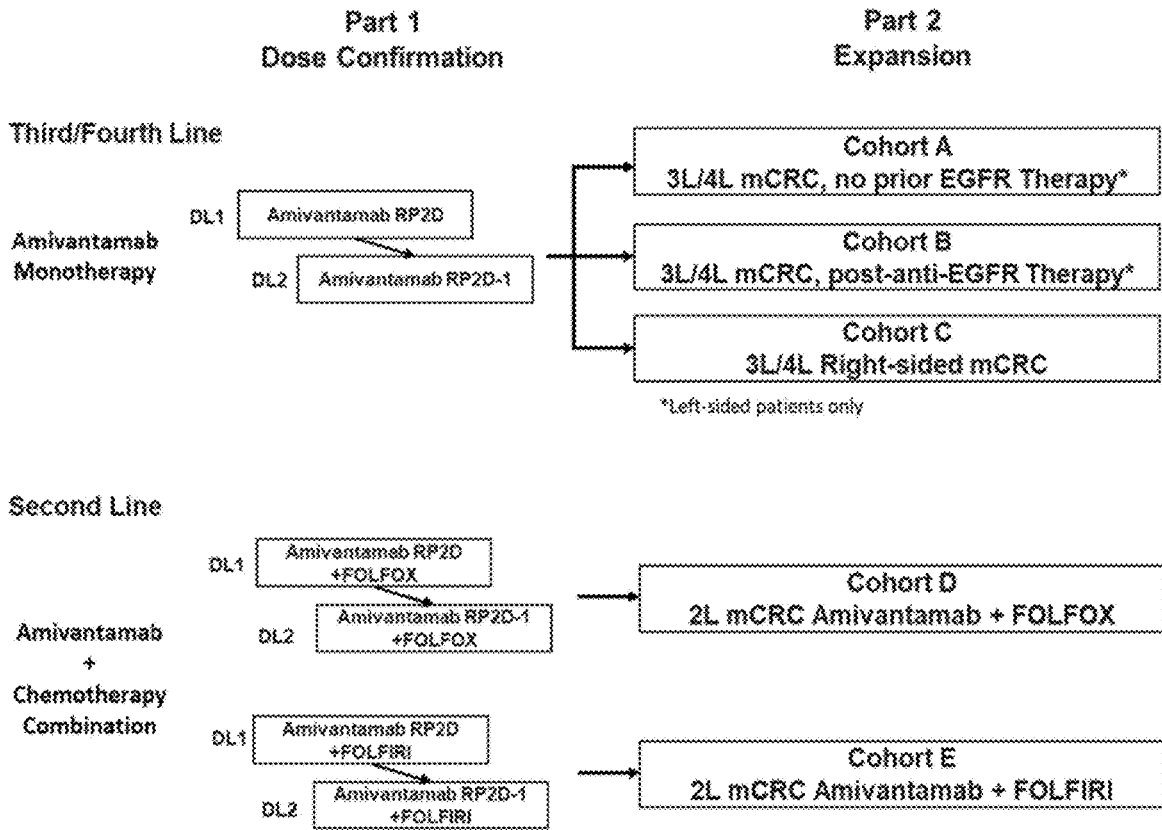 Part 1
Dose Confirmation
Part 2
Expansion
Third/Fourth Line
Amivantamab
Monotherapy
DL1
Amivantamab RP2D
DL2
Amivantamab RP2D-1
Cohort A
3L/4L mCRC, no prior EGFR Therapy*
Cohort B
3L/4L mCRC, post-anti-EGFR Therapy*
Cohort C
3L/4L Right-sided mCRC
*Left-sided patients only
Second Line
Amivantamab
+
Chemotherapy
Combination
DL1
Amivantamab RP2D
+FOLFOX
DL2
Amivantamab RP2D-1
+FOLFOX
Cohort D
2L mCRC Amivantamab + FOLFOX
DL1
Amivantamab RP2D
+FOLFIRI
DL2
Amivantamab RP2D-1
+FOLFIRI
Cohort E
2L mCRC Amivantamab + FOLFIRI